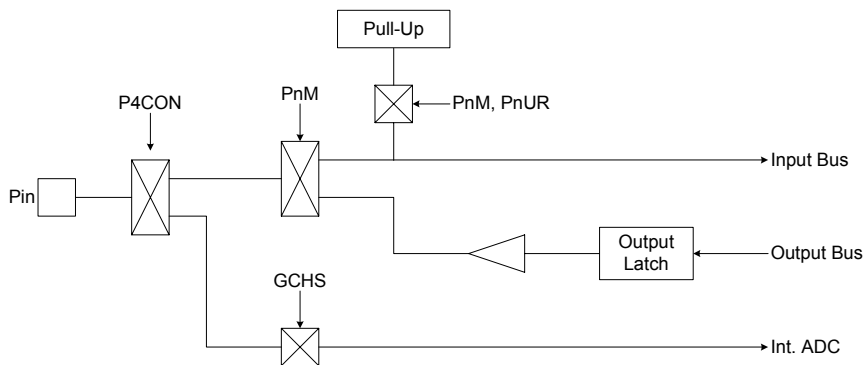 Pull-Up
P4CON
PnM
PnM, PnUR
Input Bus
Pin
Output
Latch
Output Bus
GCHS
Int. ADC